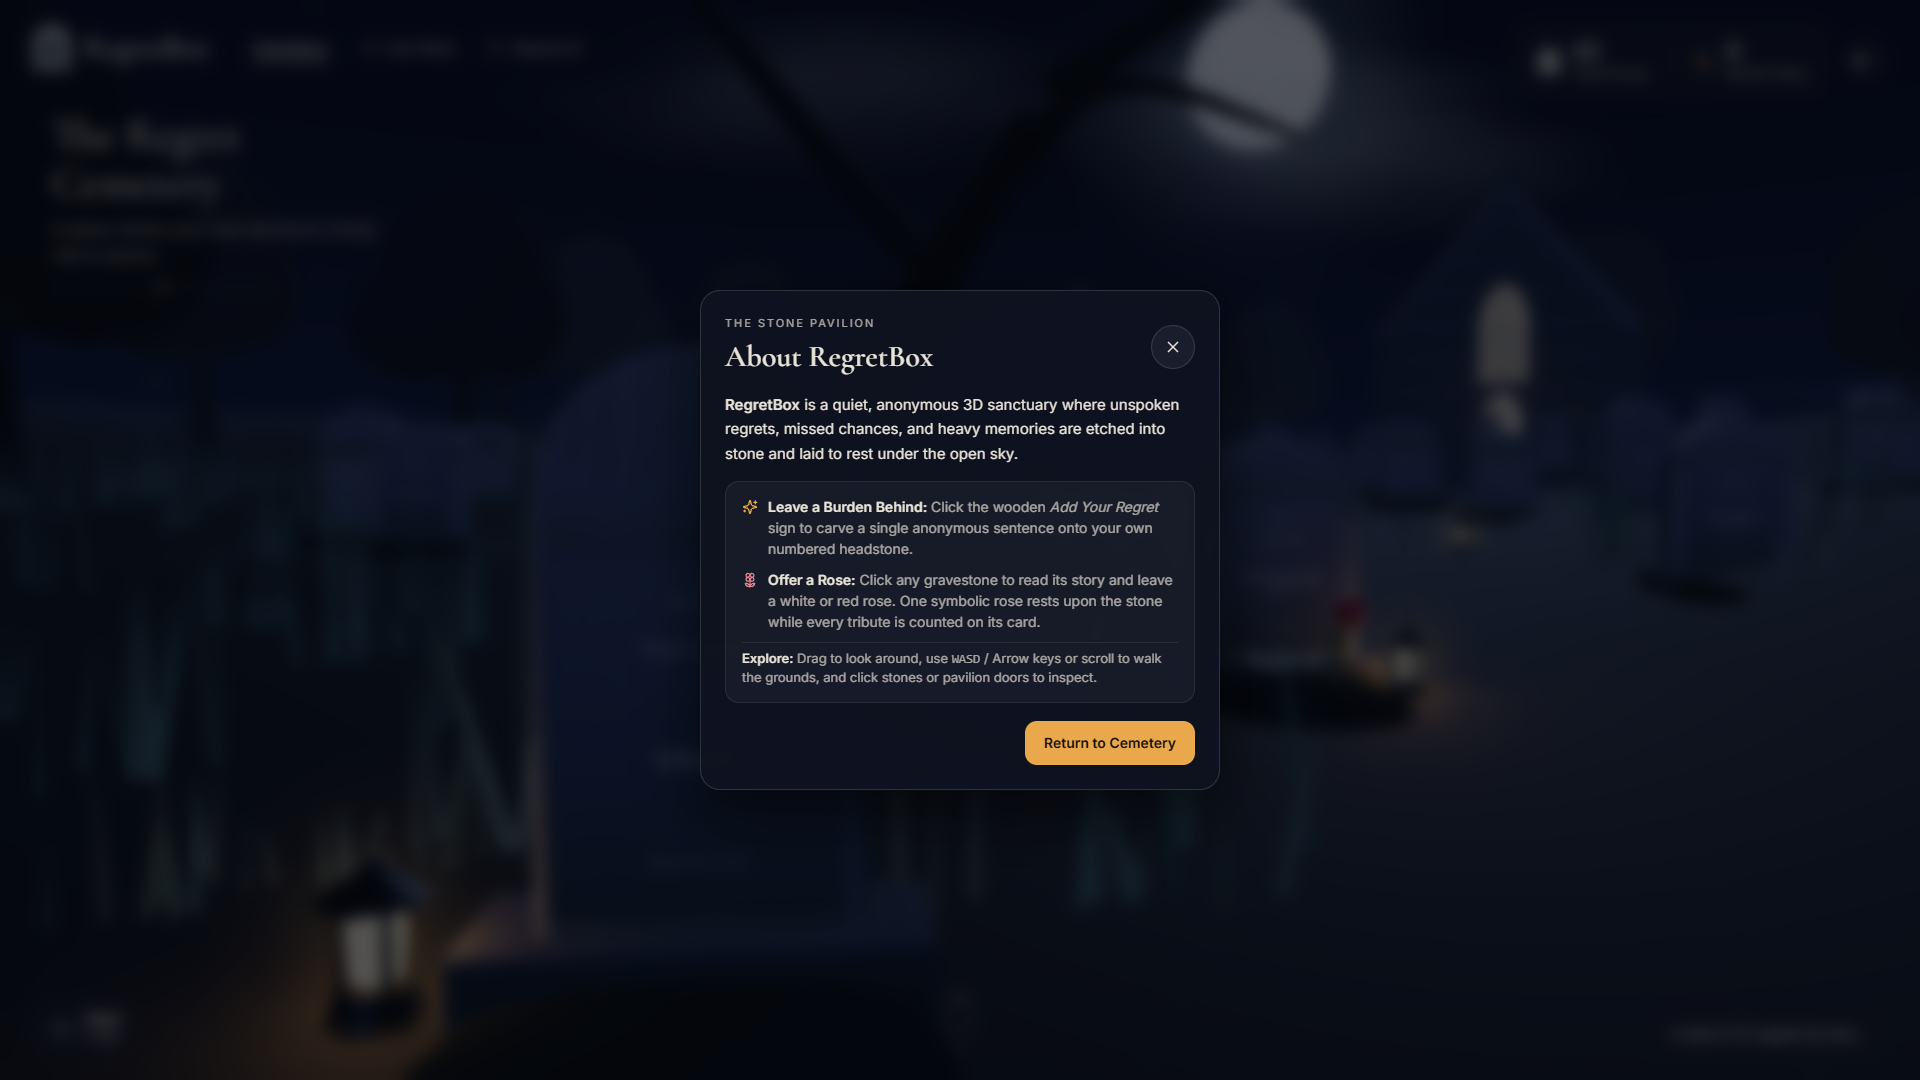 RegretBox
The Regret
Cemetery
THE STONE PAVILION
About RegretBox
RegretBox is a quiet, anonymous 3D sanctuary where unspoken
regrets, missed chances, and heavy memories are etched into
stone and laid to rest under the open sky.
Leave a Burden Behind: Click the wooden Add Your Regret
sign to carve a single anonymous sentence onto your own
numbered headstone.
Offer a Rose: Click any gravestone to read its story and leave
a white or red rose. One symbolic rose rests upon the stone
while every tribute is counted on its card.
Explore: Drag to look around, use WASD / Arrow keys or scroll to walk
the grounds, and click stones or pavilion doors to inspect.
Return to Cemetery